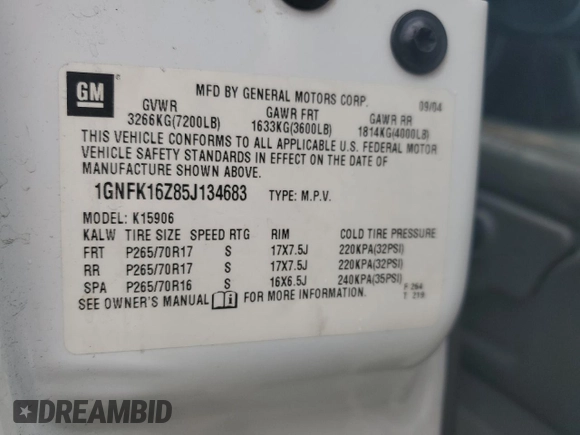 GM
MFD BY GENERAL MOTORS CORP. 09/04
GVWR GAWR FRT GAWR RR
3266KG(7200LB) 1633KG(3600LB) 1814KG(4000LB)
THIS VEHICLE CONFORMS TO ALL APPLICABLE U.S. FEDERAL MOTOR
VEHICLE SAFETY STANDARDS IN EFFECT ON THE DATE OF
MANUFACTURE SHOWN ABOVE.
1GNFK16Z85J134683 TYPE: M.P.V.
MODEL: K15906
KALW TIRE SIZE SPEED RTG RIM COLD TIRE PRESSURE
FRT P265/70R17 S 17X7.5J 220KPA(32PSI)
RR P265/70R17 S 17X7.5J 220KPA(32PSI)
SPA P265/70R16 S 16X6.5J 240KPA(35PSI)
SEE OWNER'S MANUAL i FOR MORE INFORMATION.
F 264
T 219
DREAMBID